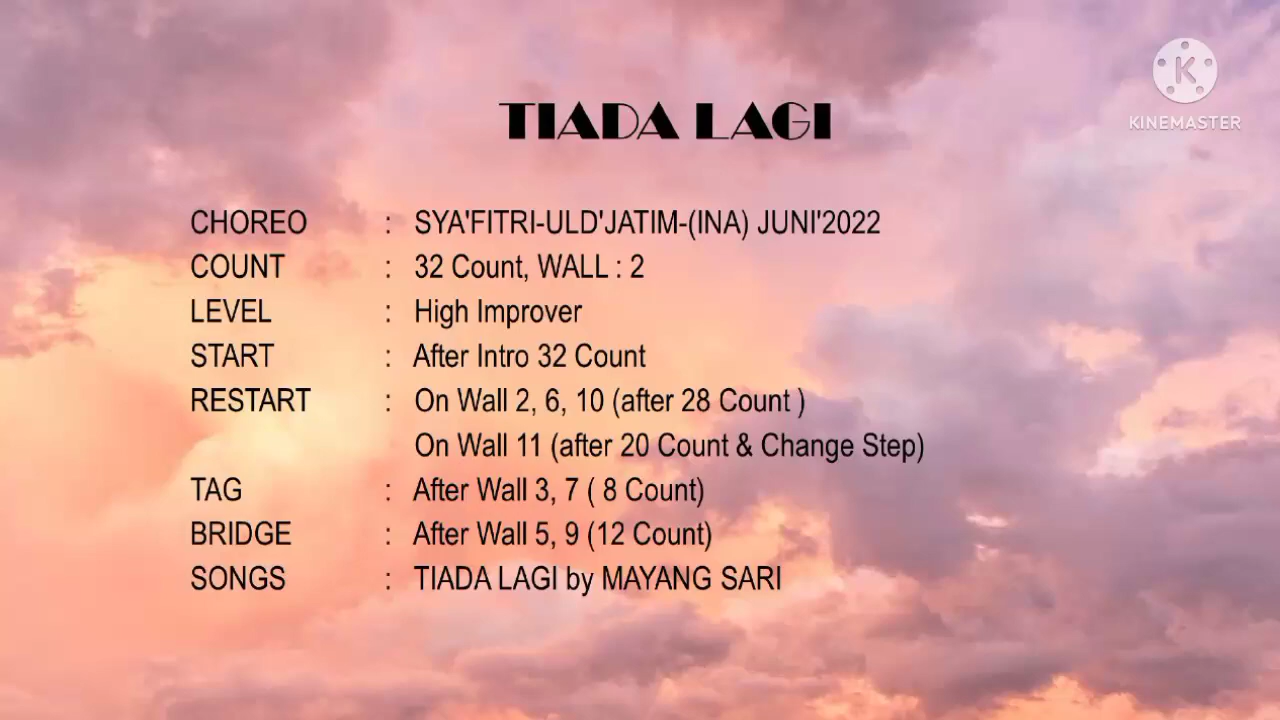 TIADA LAGI
KINEMASTER
CHOREO : SYA'FITRI-ULD'JATIM-(INA) JUNI'2022
COUNT : 32 Count, WALL : 2
LEVEL : High Improver
START : After Intro 32 Count
RESTART : On Wall 2, 6, 10 (after 28 Count )
On Wall 11 (after 20 Count & Change Step)
TAG : After Wall 3, 7 ( 8 Count)
BRIDGE : After Wall 5, 9 (12 Count)
SONGS : TIADA LAGI by MAYANG SARI